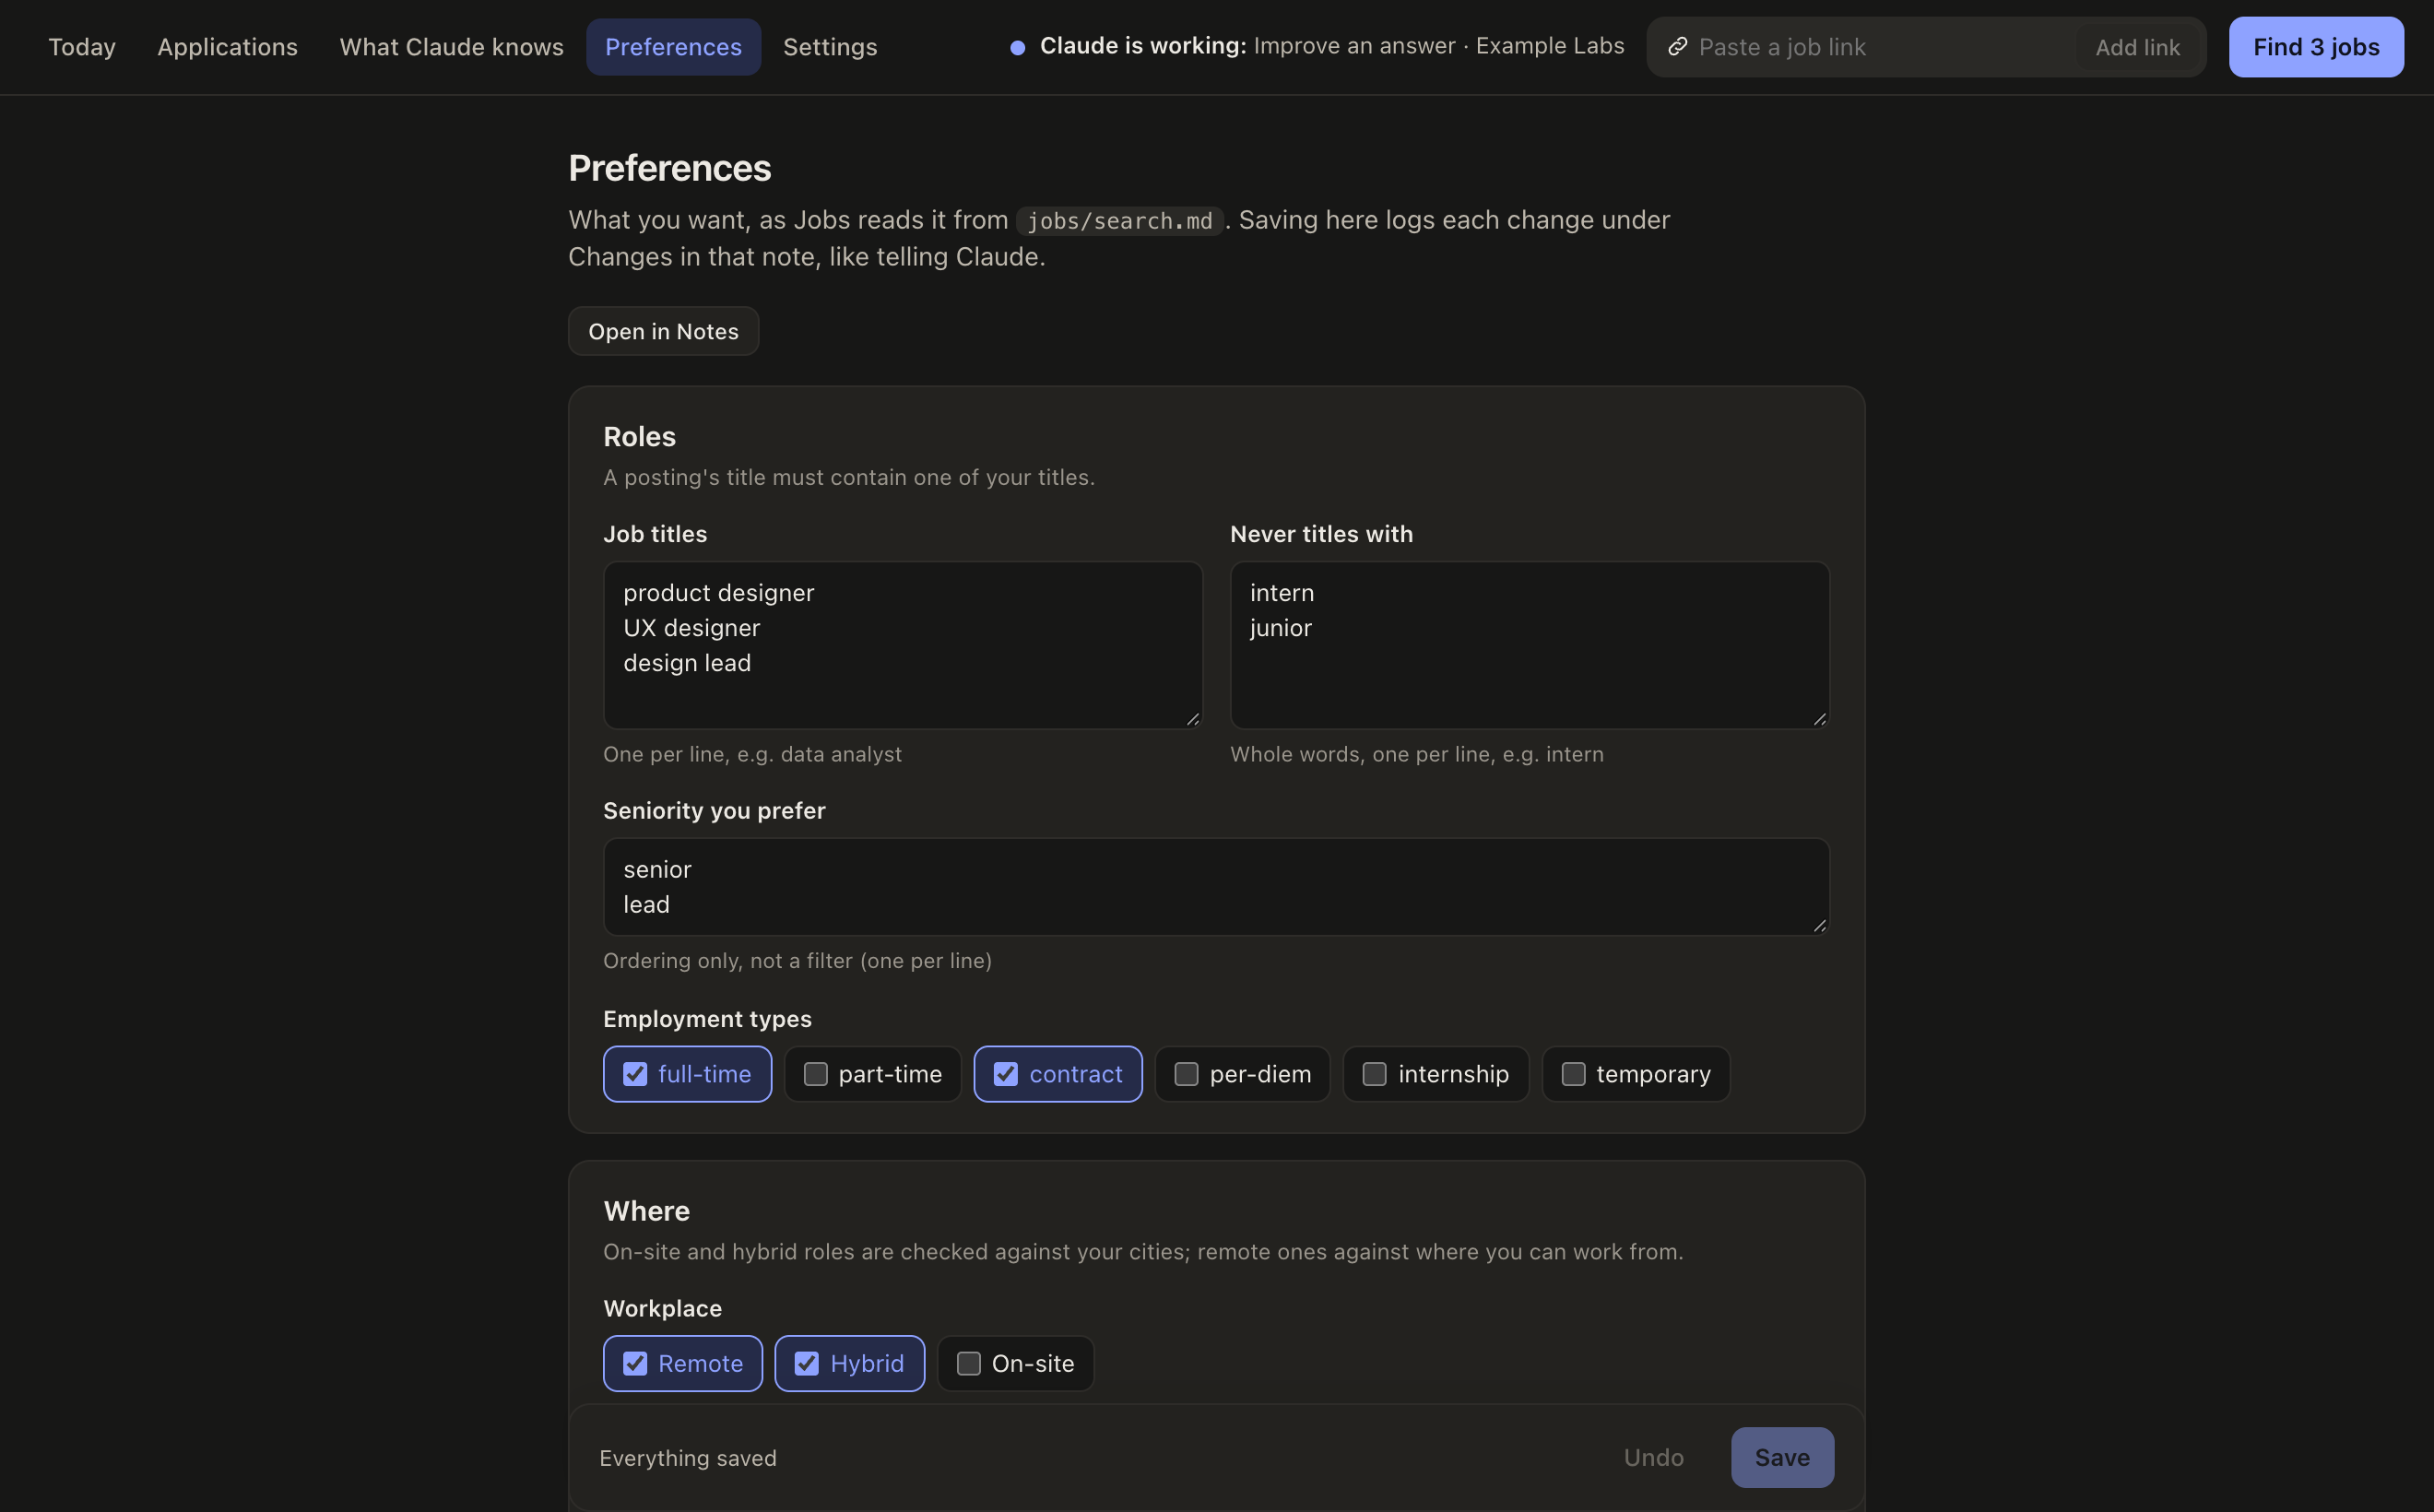 Today Applications What Claude knows Preferences Settings Claude is working: Improve an answer · Example Labs Paste a job link Add link Find 3 jobs
Preferences
What you want, as Jobs reads it from jobs/search.md. Saving here logs each change under
Changes in that note, like telling Claude.
Open in Notes
Roles
A posting's title must contain one of your titles.
Job titles
product designer
UX designer
design lead
One per line, e.g. data analyst
Never titles with
intern
junior
Whole words, one per line, e.g. intern
Seniority you prefer
senior
lead
Ordering only, not a filter (one per line)
Employment types
full-time part-time contract per-diem internship temporary
Where
On-site and hybrid roles are checked against your cities; remote ones against where you can work from.
Workplace
Remote Hybrid On-site
Everything saved Undo Save